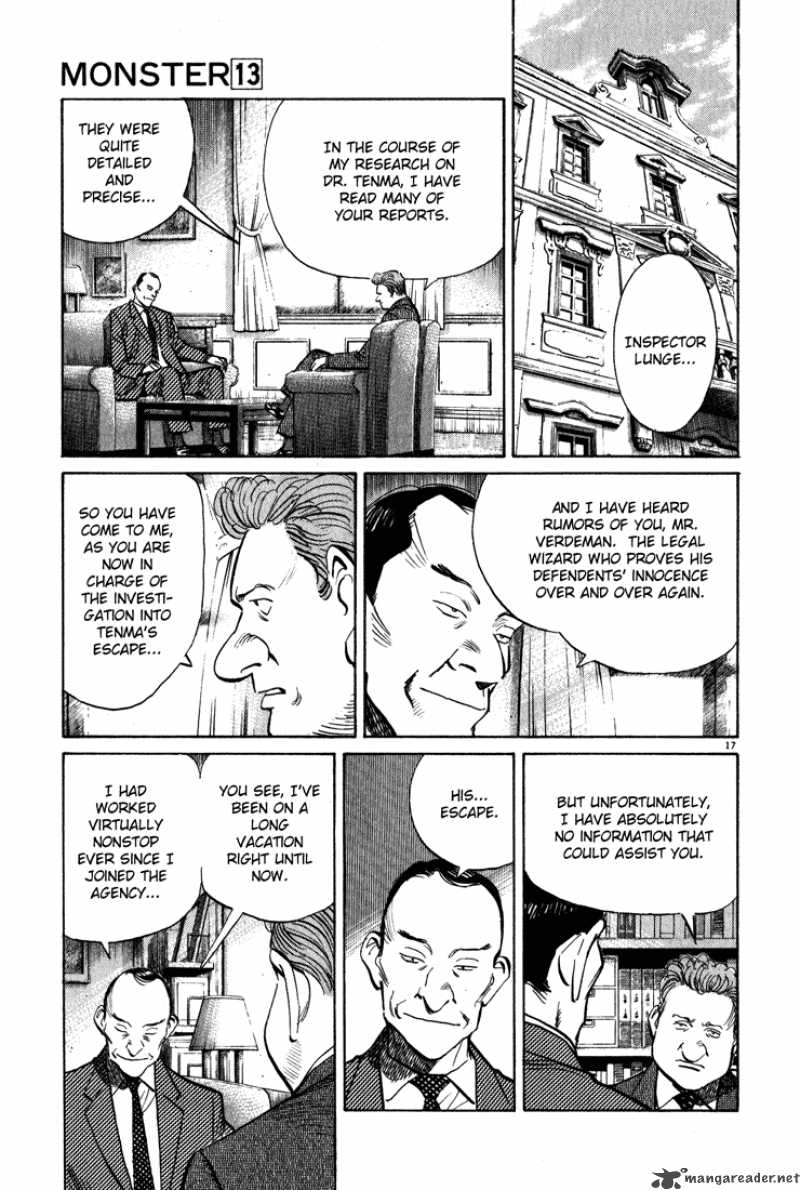 MONSTER 13
INSPECTOR
LUNGE...
IN THE COURSE OF
MY RESEARCH ON
DR. TENMA, I HAVE
READ MANY OF
YOUR REPORTS.
THEY WERE
QUITE
DETAILED
AND
PRECISE...
AND I HAVE HEARD
RUMORS OF YOU, MR.
VERDEMAN. THE LEGAL
WIZARD WHO PROVES HIS
DEFENDENTS' INNOCENCE
OVER AND OVER AGAIN.
SO YOU HAVE
COME TO ME,
AS YOU ARE
NOW IN
CHARGE OF
THE INVESTI-
GATION INTO
TENMA'S
ESCAPE...
17
BUT UNFORTUNATELY,
I HAVE ABSOLUTELY
NO INFORMATION THAT
COULD ASSIST YOU.
HIS...
ESCAPE.
YOU SEE, I'VE
BEEN ON A
LONG
VACATION
RIGHT UNTIL
NOW.
I HAD
WORKED
VIRTUALLY
NONSTOP
EVER SINCE I
JOINED THE
AGENCY...
mangareader.net